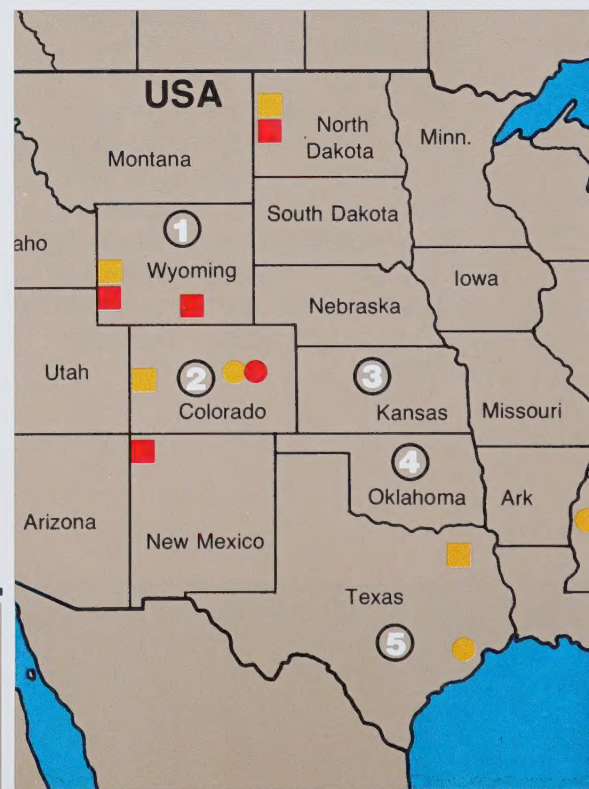 USA
North
Dakota
Minn.
Montana
South Dakota
1
aho
Wyoming
Iowa
Nebraska
Utah
2
3
Colorado
Kansas
Missouri
4
Oklahoma
Ark
Arizona
New Mexico
Texas
5